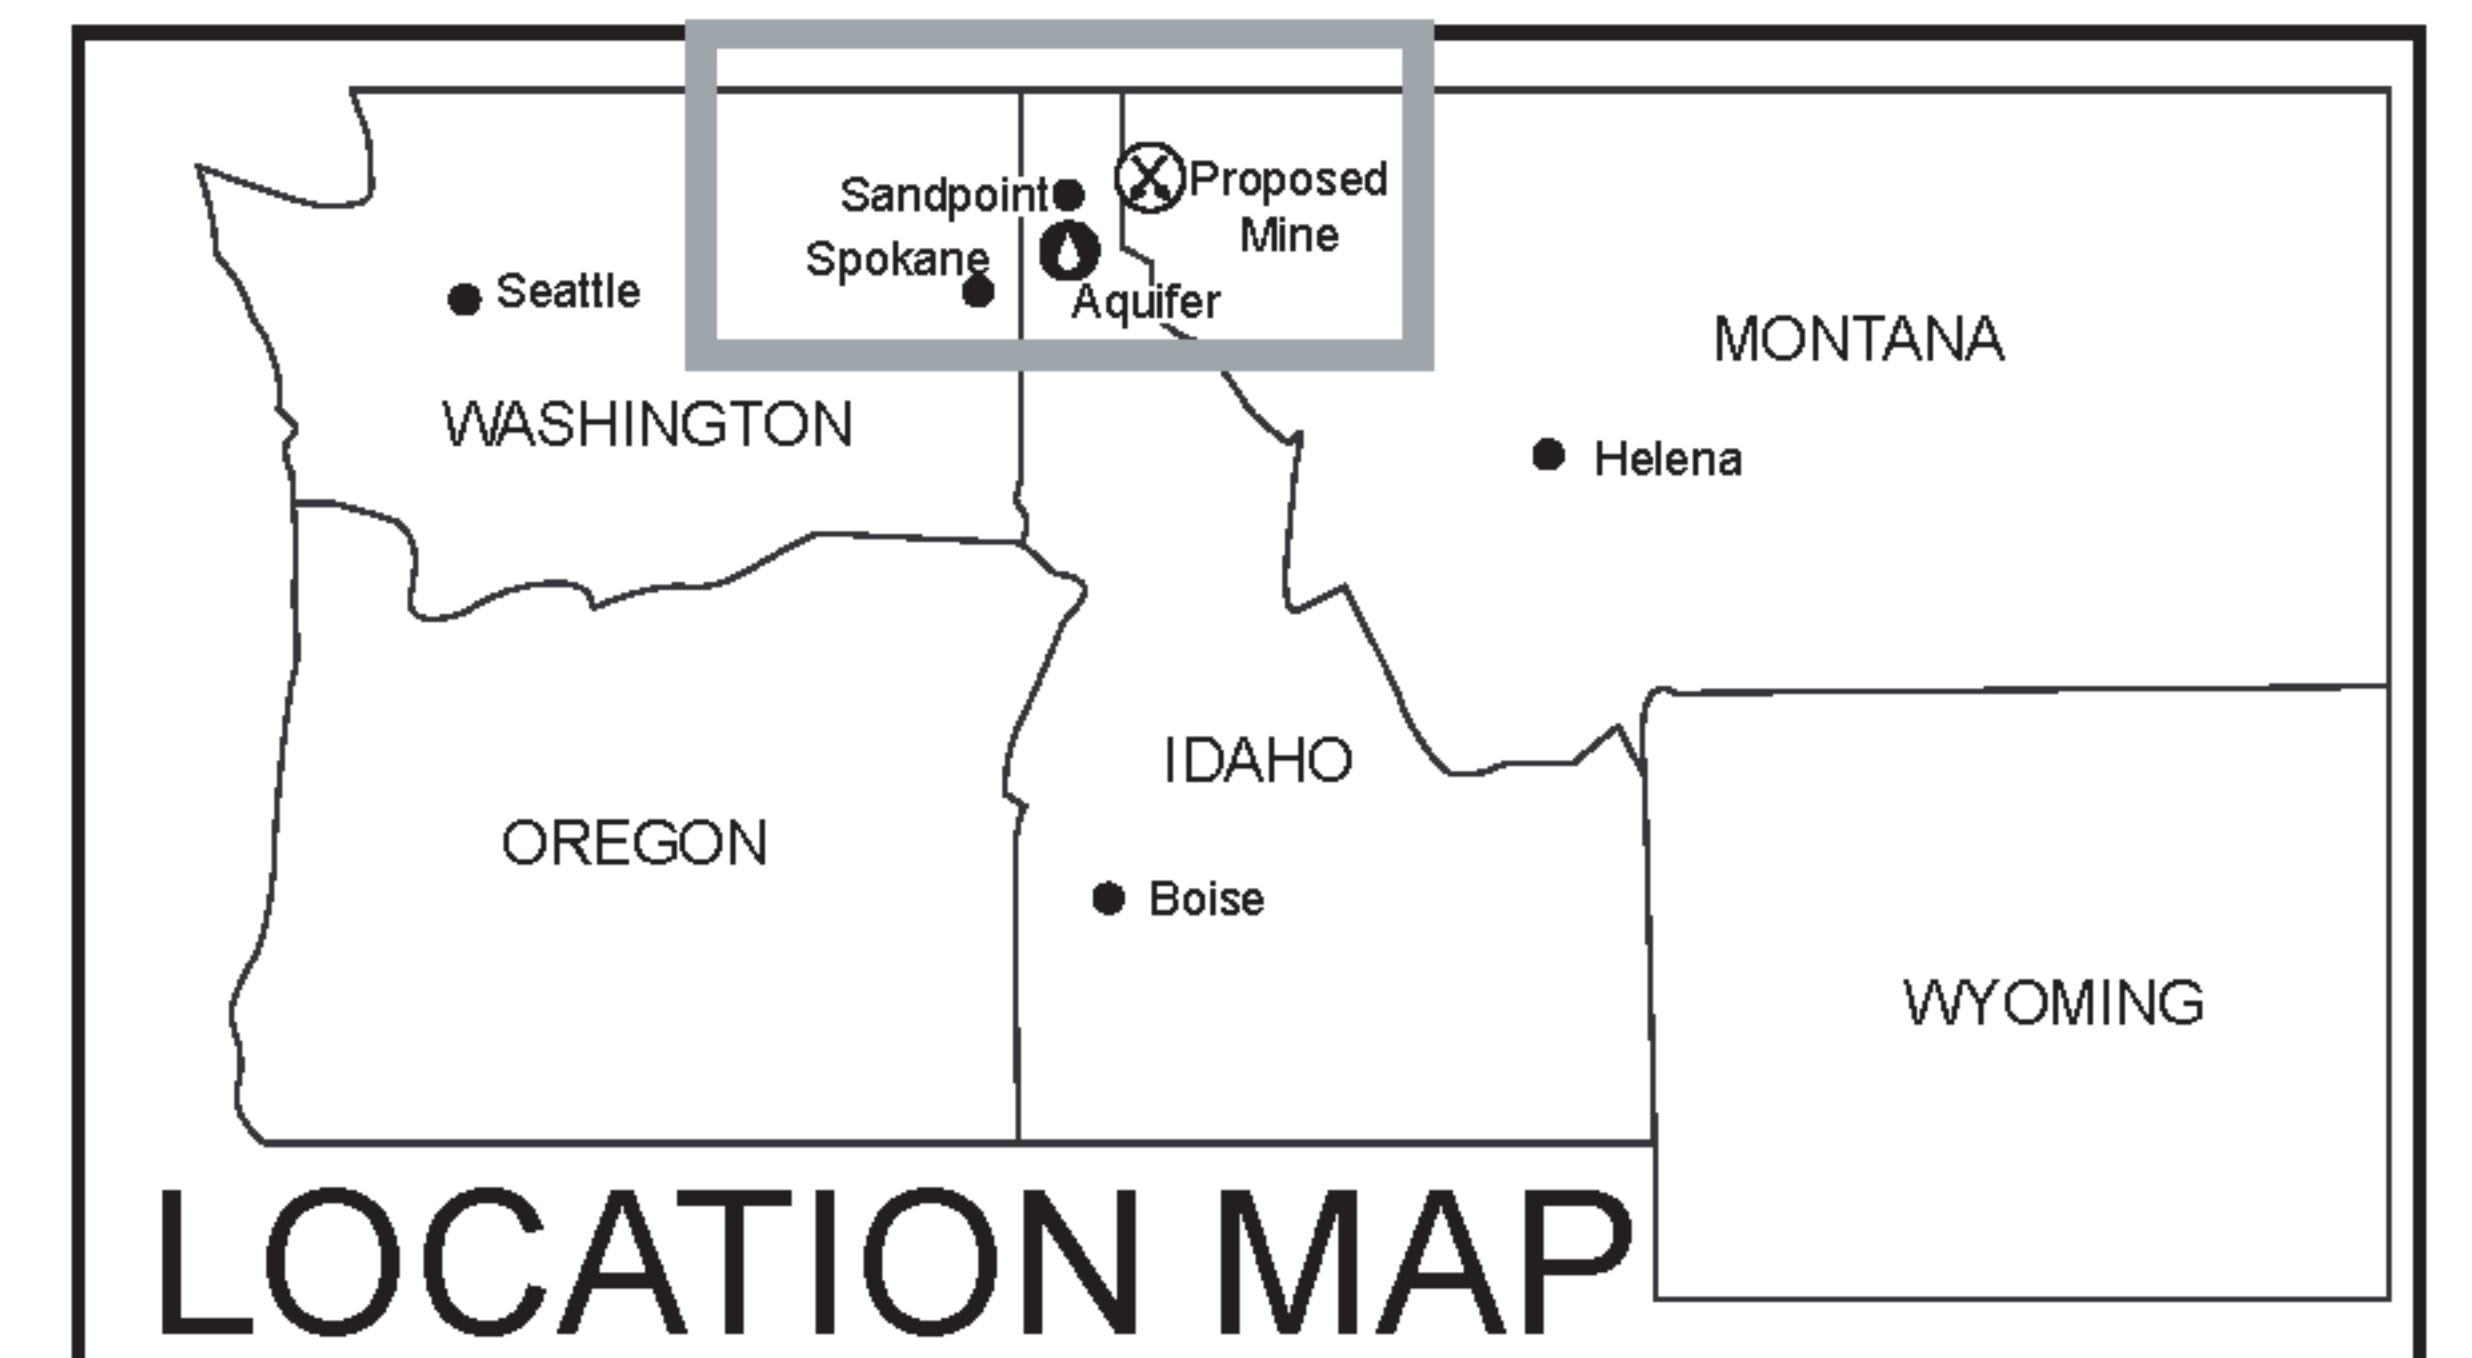 Sandpoint
Proposed
Mine
Spokane
Aquifer
Seattle
MONTANA
WASHINGTON
Helena
IDAHO
OREGON
Boise
WYOMING
LOCATION MAP